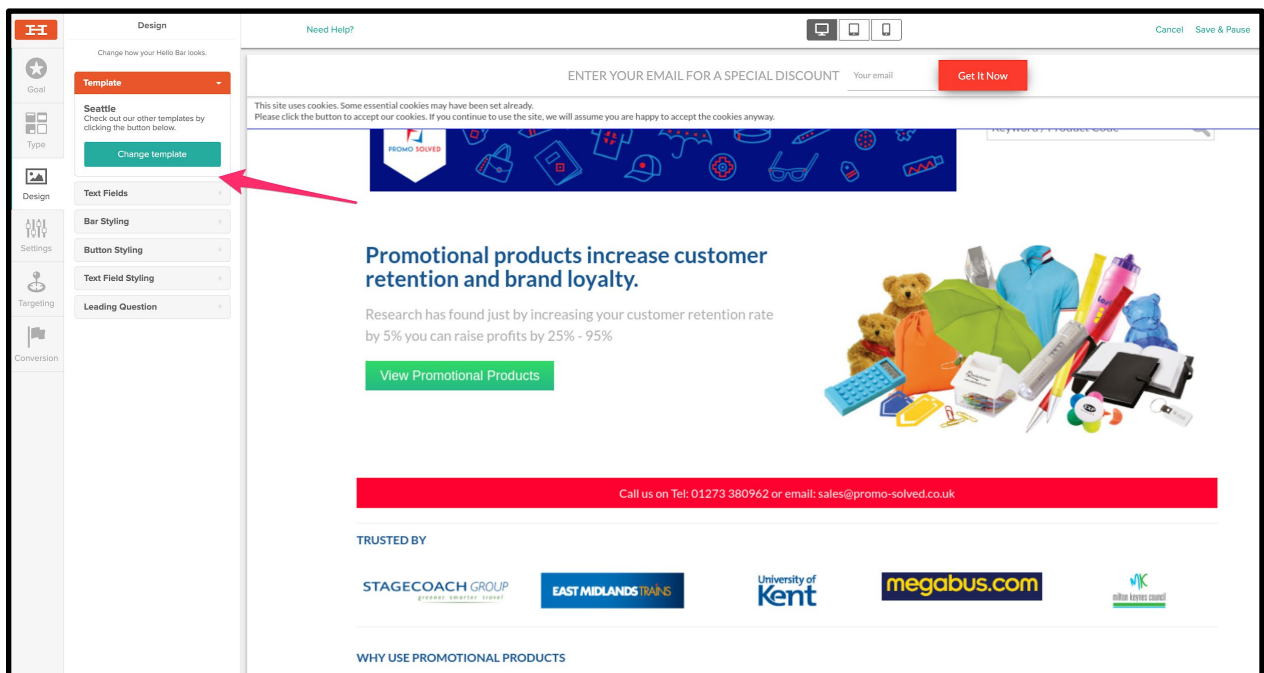 Design
Need Help?
Cancel Save & Pause
Change how your Hello Bar looks.
Goal
Type
Design
Settings
Targeting
Conversion
Template
Seattle
Check out our other templates by
clicking the button below.
Change template
Text Fields
Bar Styling
Button Styling
Text Field Styling
Leading Question
ENTER YOUR EMAIL FOR A SPECIAL DISCOUNT Your email Get It Now
This site uses cookies. Some essential cookies may have been set already.
Please click the button to accept our cookies. If you continue to use the site, we will assume you are happy to accept the cookies anyway.
Keyword / Product Code
PROMO SOLVED
Promotional products increase customer
retention and brand loyalty.
Research has found just by increasing your customer retention rate
by 5% you can raise profits by 25% - 95%
View Promotional Products
Call us on Tel: 01273 380962 or email: sales@promo-solved.co.uk
TRUSTED BY
STAGECOACH GROUP
greener smarter travel
EAST MIDLANDS TRAINS
University of
Kent
megabus.com
milton keynes council
WHY USE PROMOTIONAL PRODUCTS